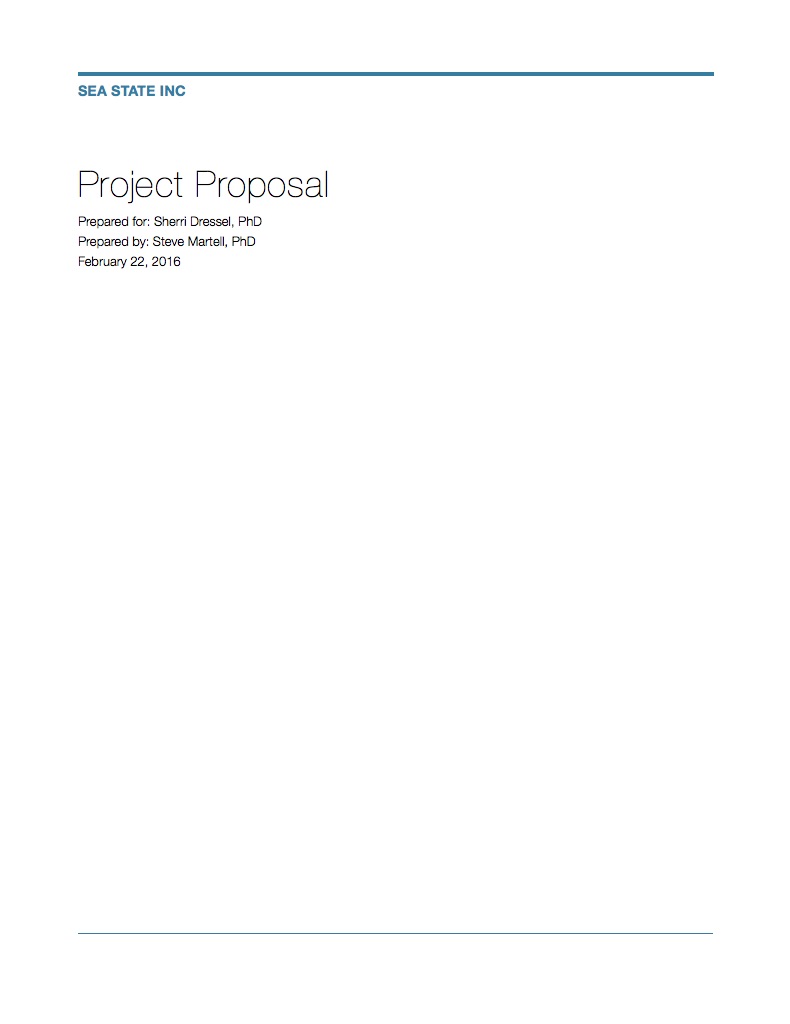 SEA STATE INC
Project Proposal
Prepared for: Sherri Dressel, PhD
Prepared by: Steve Martell, PhD
February 22, 2016